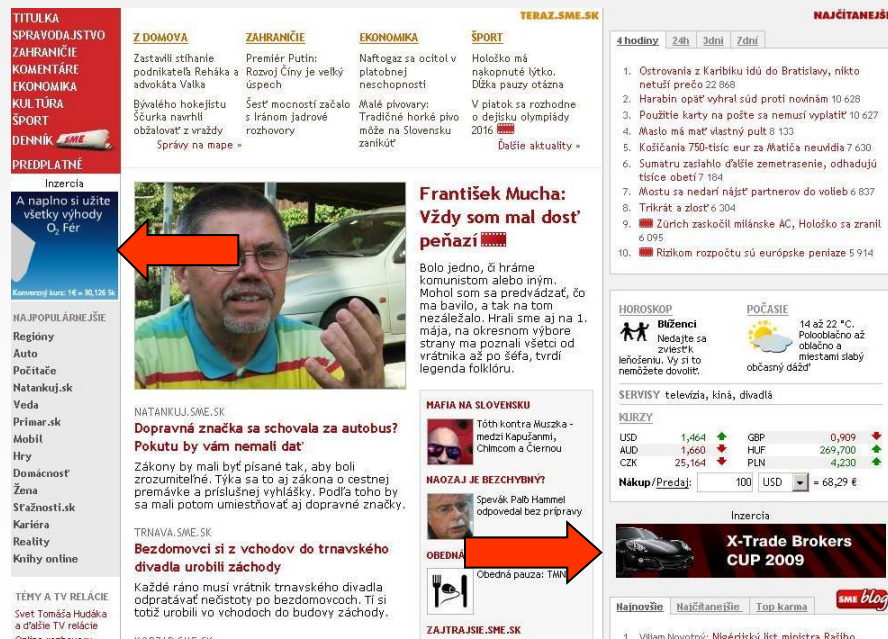 TITULKA
SPRAVODAJSTVO
ZAHRANIČIE
KOMENTÁRE
EKONOMIKA
KULTÚRA
ŠPORT
DENNÍK SME
PREDPLATNÉ
Inzercia
A naplno si užite
všetky výhody
O2 Fér
Konverzný kurz: 1€ = 30,126 Sk
NAJPOPULÁRNEJŠIE
Regióny
Auto
Počítače
Natankuj.sk
Veda
Primar.sk
Mobil
Hry
Domácnosť
Žena
Sťažnosti.sk
Kariéra
Reality
Knihy online
TÉMY A TV RELÁCIE
Svet Tomáša Hudáka
a ďalšie TV relácie
Online rozhovory
TERAZ.SME.SK
Z DOMOVA
Zastavili stíhanie
podnikateľa Reháka a
advokáta Valka
Bývalého hokejistu
Ščurka navrhli
obžalovať z vraždy
Správy na mape »
ZAHRANIČIE
Premiér Putin:
Rozvoj Číny je veľký
úspech
Šesť mocností začalo
s Iránom jadrové
rozhovory
EKONOMIKA
Naftogaz sa ocitol v
platobnej
neschopnosti
Malé pivovary:
Tradičné horké pivo
môže na Slovensku
zaniknúť
ŠPORT
Hološko má
nakopnuté lýtko.
Dĺžka pauzy otázna
V piatok sa rozhodne
o dejisku olympiády
2016
Ďalšie aktuality »
František Mucha:
Vždy som mal dosť
peňazí
Bolo jedno, či hráme
komunistom alebo iným.
Mohol som sa predvádzať, čo
ma bavilo, a tak na tom
nezáležalo. Hrali sme aj na 1.
mája, na okresnom výbore
strany ma poznali všetci od
vrátnika až po šéfa, tvrdí
legenda folklóru.
NATANKUJ.SME.SK
Dopravná značka sa schovala za autobus?
Pokutu by vám nemali dať
Zákony by mali byť písané tak, aby boli
zrozumiteľné. Týka sa to aj zákona o cestnej
premávke a príslušnej vyhlášky. Podľa toho by
sa mali potom umiestňovať aj dopravné značky.
TRNAVA.SME.SK
Bezdomovci si z vchodov do trnavského
divadla urobili záchody
Každé ráno musí vrátnik trnavského divadla
odpratávať nečistoty po bezdomovcoch. Tí si
totiž urobili vo vchodoch do budovy záchody.
MAFIA NA SLOVENSKU
Tóth kontra Muszka -
medzi Kapušanmi,
Chlmcom a Čiernou
NAOZAJ JE BEZCHYBNÝ?
Spevák Paľo Hammel
odpovedal bez prípravy
OBEDNÁ
Obedná pauza: TMN
ZAJTRAJSIE.SME.SK
NAJČÍTANEJŠIE
4 hodiny 24h 3dni 7dní
1. Ostrovania z Karibiku idú do Bratislavy, nikto
netuší prečo 22 868
2. Harabin opäť vyhral súd proti novinám 10 628
3. Použitie karty na pošte sa nemusí vyplatiť 10 627
4. Maslo má mať vlastný pult 8 133
5. Košičania 750-tisíc eur za Matiča neuvidia 7 630
6. Sumatru zasiahlo ďalšie zemetrasenie, odhadujú
tisíce obetí 7 184
7. Mostu sa nedarí nájsť partnerov do volieb 6 837
8. Trikrát a zlosť 6 304
9. Zürich zaskočil milánske AC, Hološko sa zranil
6 095
10. Rizikom rozpočtu sú európske peniaze 5 914
HOROSKOP
Blíženci
Nedajte sa
zviesť k
leňošeniu. Vy si to
nemôžete dovoliť.
POČASIE
14 až 22 °C.
Polooblačno až
oblačno a
miestami slabý
občasný dážď
SERVISY televízia, kiná, divadlá
KURZY
USD 1,464 GBP 0,909
AUD 1,660 HUF 269,700
CZK 25,164 PLN 4,230
Nákup/Predaj: 100 USD = 68,29 €
Inzercia
X-Trade Brokers
CUP 2009
SME blog
Najnovšie Najčítanejšie Top karma
1. Viliam Novotný: Nigérijský list ministra Rašiho